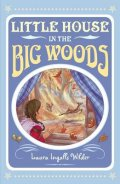 LITTLE HOUSE
IN THE
BIG WOODS
Laura Ingalls Wilder